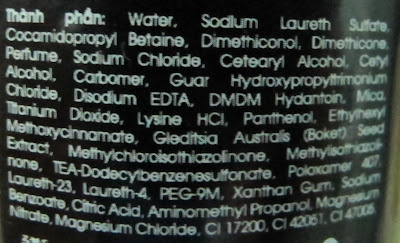 Thành phần: Water, Sodium Laureth Sulfate,
Cocamidopropyl Betaine, Dimethiconol, Dimethicone,
Perfume, Sodium Chloride, Cetearyl Alcohol, Cetyl
Alcohol, Carbomer, Guar Hydroxypropyltrimonium
Chloride, Disodium EDTA, DMDM Hydantoin, Mica,
Titanium Dioxide, Lysine HCl, Panthenol, Ethylhexyl
Methoxycinnamate, Gleditsia Australis (Boket) Seed
Extract, Methylchloroisothiazolinone, Methylisothiazoli-
none, TEA-Dodecylbenzenesulfonate, Poloxamer 407,
Laureth-23, Laureth-4, PEG-9M, Xanthan Gum, Sodium
Benzoate, Citric Acid, Aminomethyl Propanol, Magnesium
Nitrate, Magnesium Chloride, CI 17200, CI 42051, CI 47005.